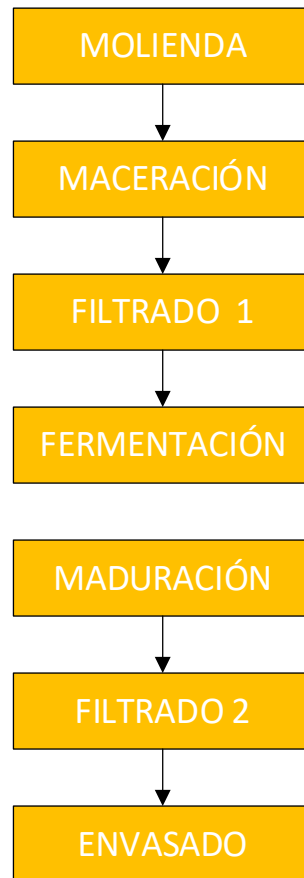 MOLIENDA
MACERACIÓN
FILTRADO 1
FERMENTACIÓN
MADURACIÓN
FILTRADO 2
ENVASADO